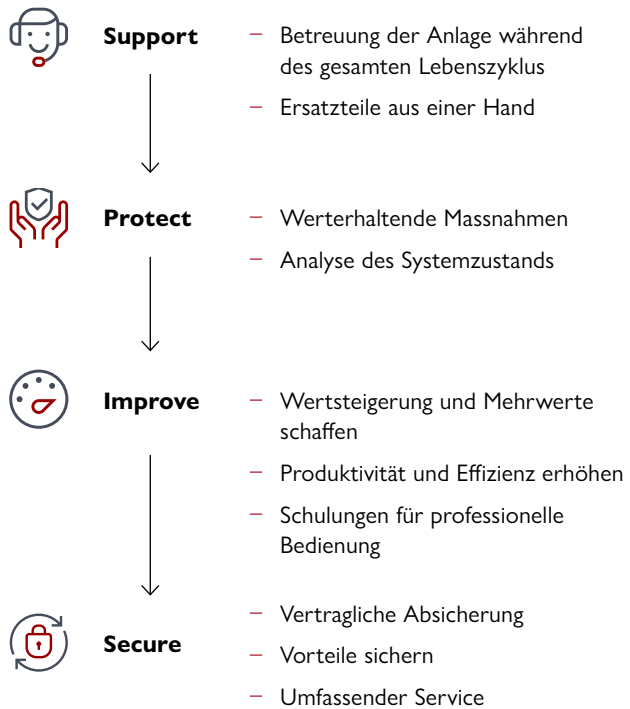 Support
– Betreuung der Anlage während
des gesamten Lebenszyklus
– Ersatzteile aus einer Hand
Protect
– Werterhaltende Massnahmen
– Analyse des Systemzustands
Improve
– Wertsteigerung und Mehrwerte
schaffen
– Produktivität und Effizienz erhöhen
– Schulungen für professionelle
Bedienung
Secure
– Vertragliche Absicherung
– Vorteile sichern
– Umfassender Service